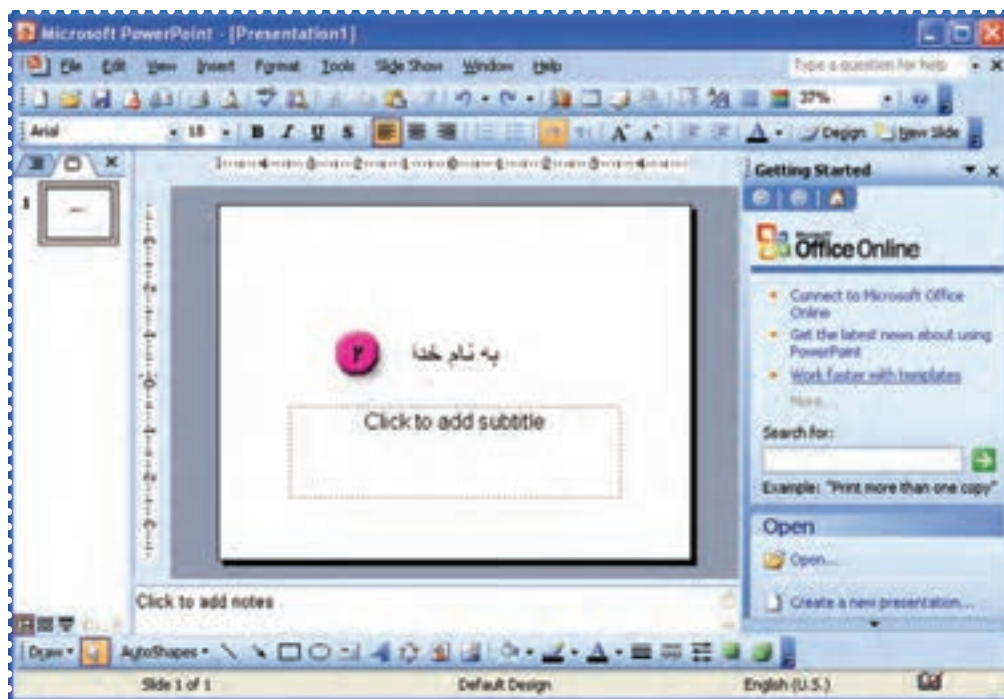 Microsoft PowerPoint - [Presentation1]
File Edit View Insert Format Tools Slide Show Window Help Type a question for help
37%
Arial 18 B I U S A A A Design New Slide
Getting Started
1
Microsoft
Office Online
Connect to Microsoft Office
Online
Get the latest news about using
PowerPoint
Work faster with templates
More...
به نام خدا ۲
Click to add subtitle
Search for:
Example: "Print more than one copy"
Open
Open...
Create a new presentation...
Click to add notes
Draw AutoShapes A
Slide 1 of 1 Default Design English (U.S.)